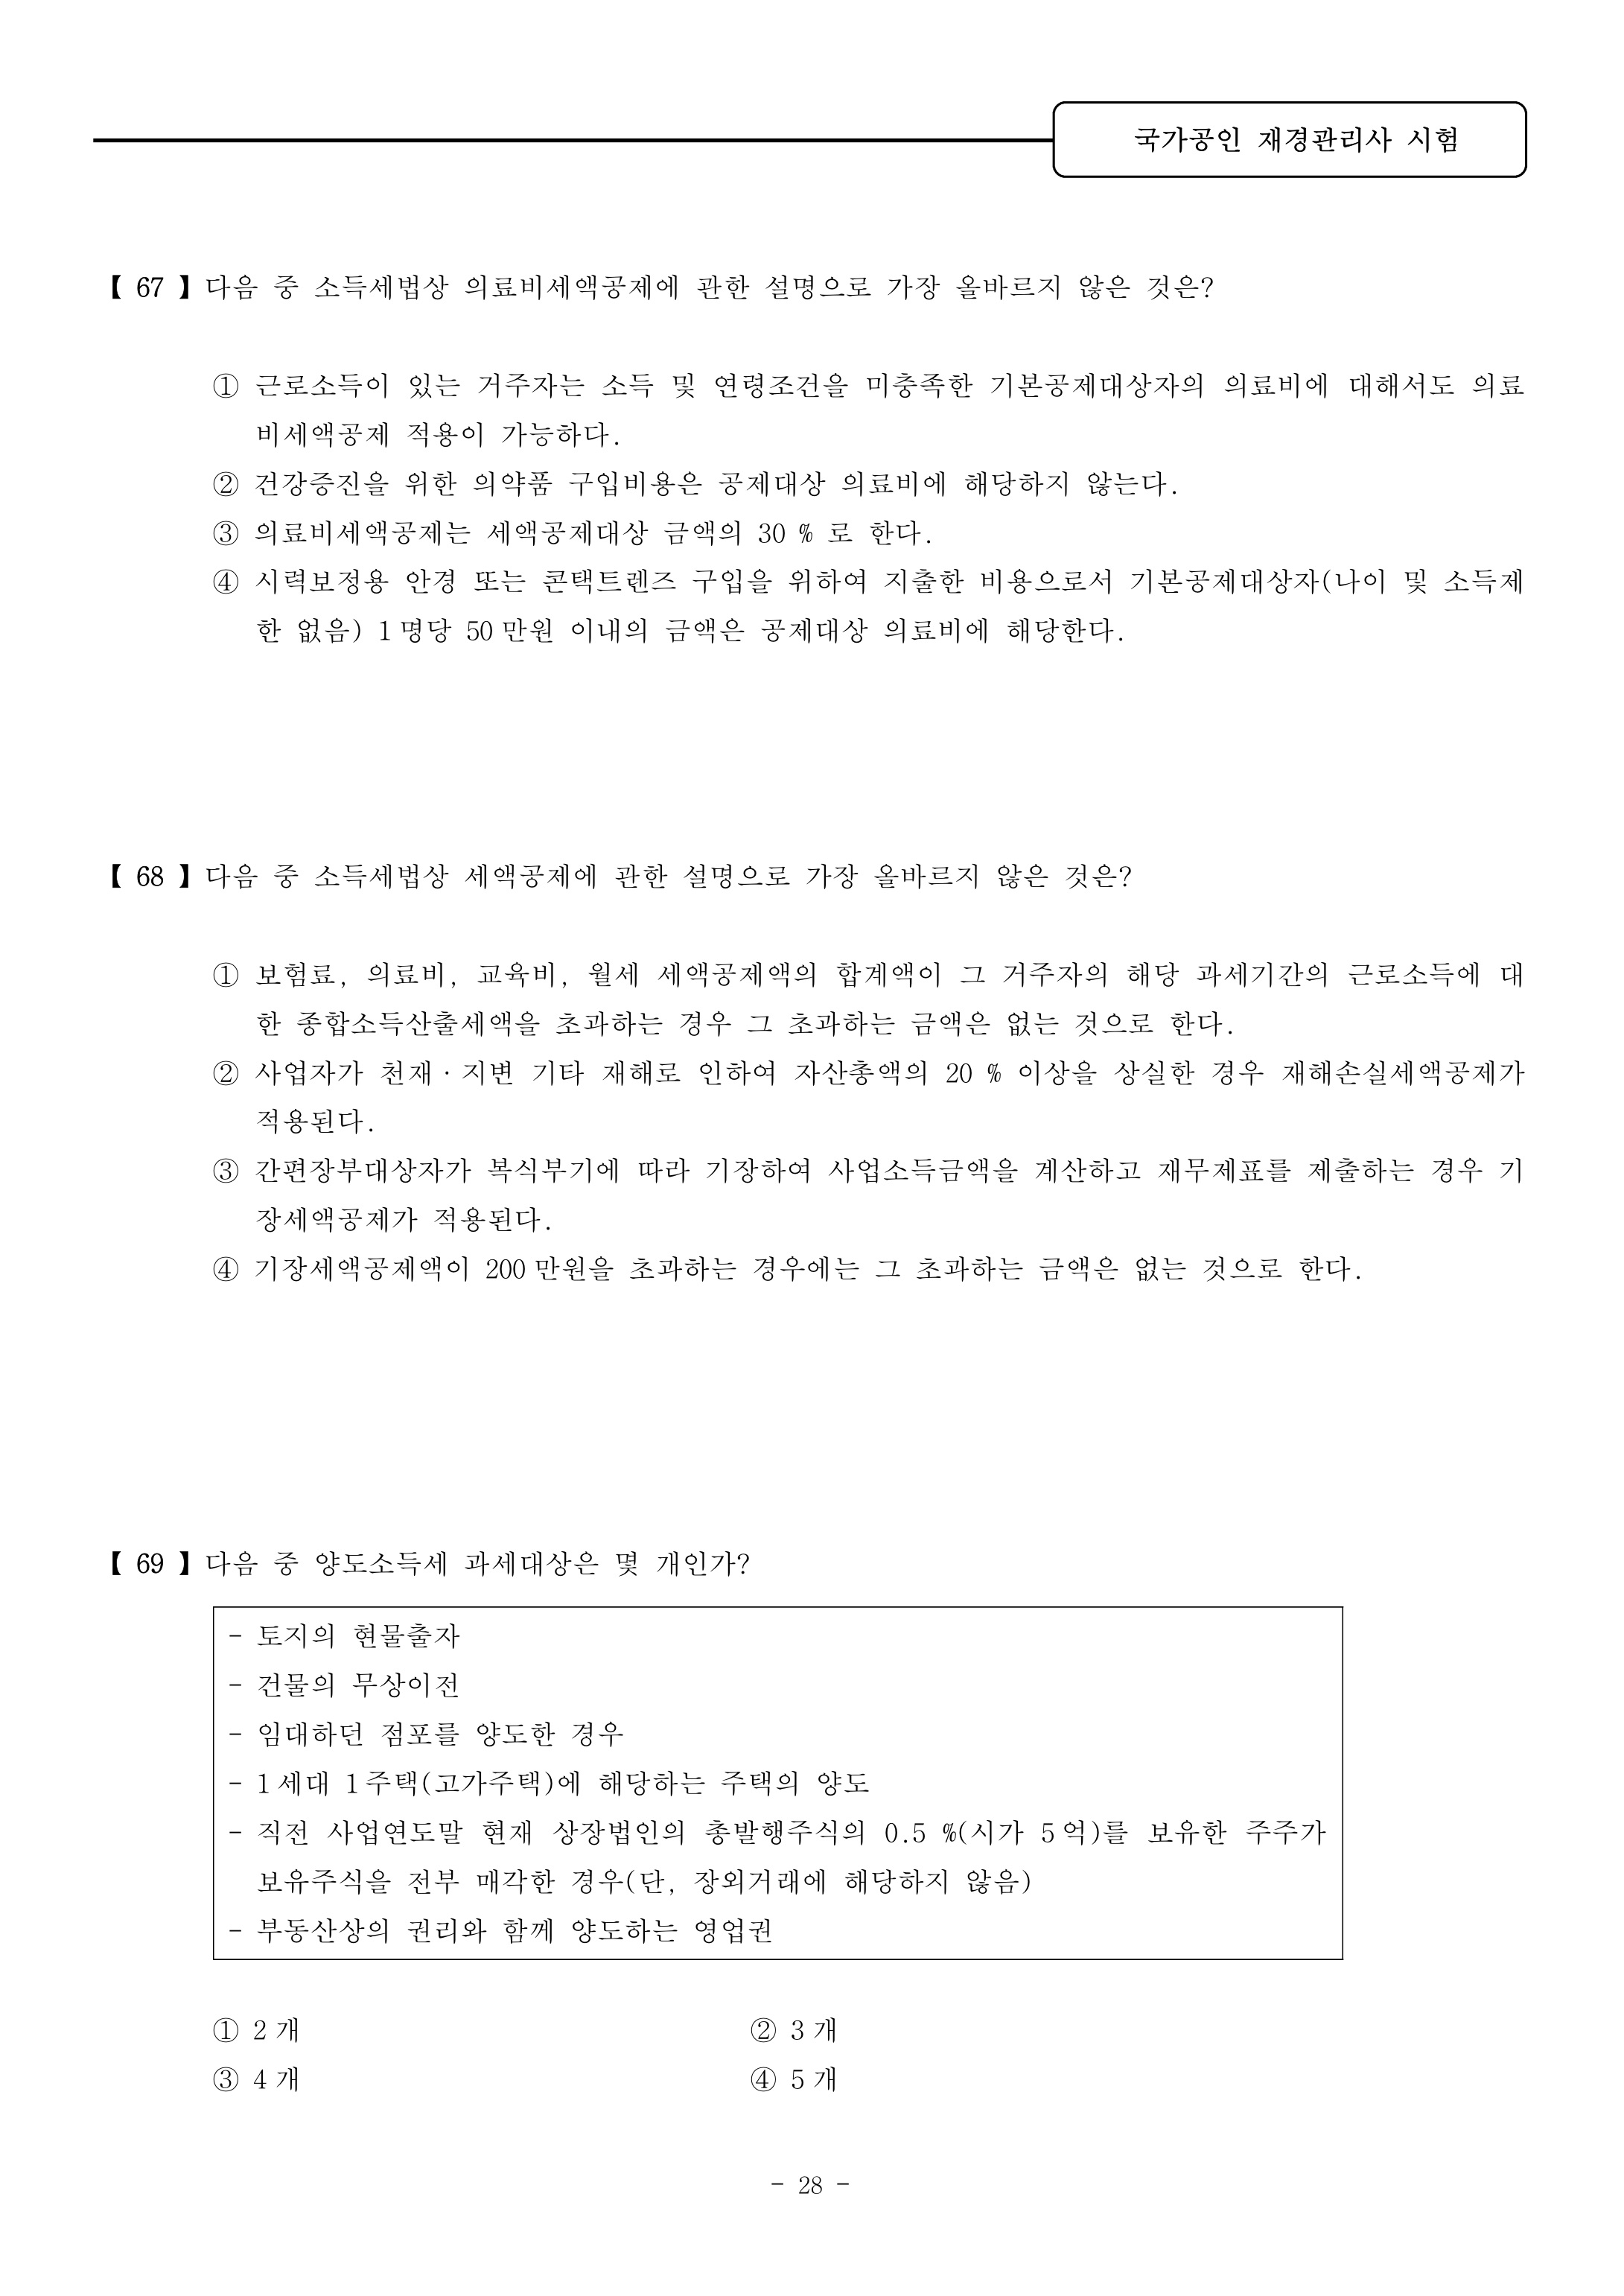 국가공인 재경관리사 시험
【 67 】 다음 중 소득세법상 의료비세액공제에 관한 설명으로 가장 올바르지 않은 것은?
① 근로소득이 있는 거주자는 소득 및 연령조건을 미충족한 기본공제대상자의 의료비에 대해서도 의료
비세액공제 적용이 가능하다.
② 건강증진을 위한 의약품 구입비용은 공제대상 의료비에 해당하지 않는다.
③ 의료비세액공제는 세액공제대상 금액의 30 % 로 한다.
④ 시력보정용 안경 또는 콘택트렌즈 구입을 위하여 지출한 비용으로서 기본공제대상자(나이 및 소득제
한 없음) 1 명당 50 만원 이내의 금액은 공제대상 의료비에 해당한다.
【 68 】 다음 중 소득세법상 세액공제에 관한 설명으로 가장 올바르지 않은 것은?
① 보험료, 의료비, 교육비, 월세 세액공제액의 합계액이 그 거주자의 해당 과세기간의 근로소득에 대
한 종합소득산출세액을 초과하는 경우 그 초과하는 금액은 없는 것으로 한다.
② 사업자가 천재 · 지변 기타 재해로 인하여 자산총액의 20 % 이상을 상실한 경우 재해손실세액공제가
적용된다.
③ 간편장부대상자가 복식부기에 따라 기장하여 사업소득금액을 계산하고 재무제표를 제출하는 경우 기
장세액공제가 적용된다.
④ 기장세액공제액이 200 만원을 초과하는 경우에는 그 초과하는 금액은 없는 것으로 한다.
【 69 】 다음 중 양도소득세 과세대상은 몇 개인가?
- 토지의 현물출자
- 건물의 무상이전
- 임대하던 점포를 양도한 경우
- 1 세대 1 주택(고가주택)에 해당하는 주택의 양도
- 직전 사업연도말 현재 상장법인의 총발행주식의 0.5 %(시가 5 억)를 보유한 주주가
보유주식을 전부 매각한 경우(단, 장외거래에 해당하지 않음)
- 부동산상의 권리와 함께 양도하는 영업권
① 2 개 ② 3 개
③ 4 개 ④ 5 개
- 28 -